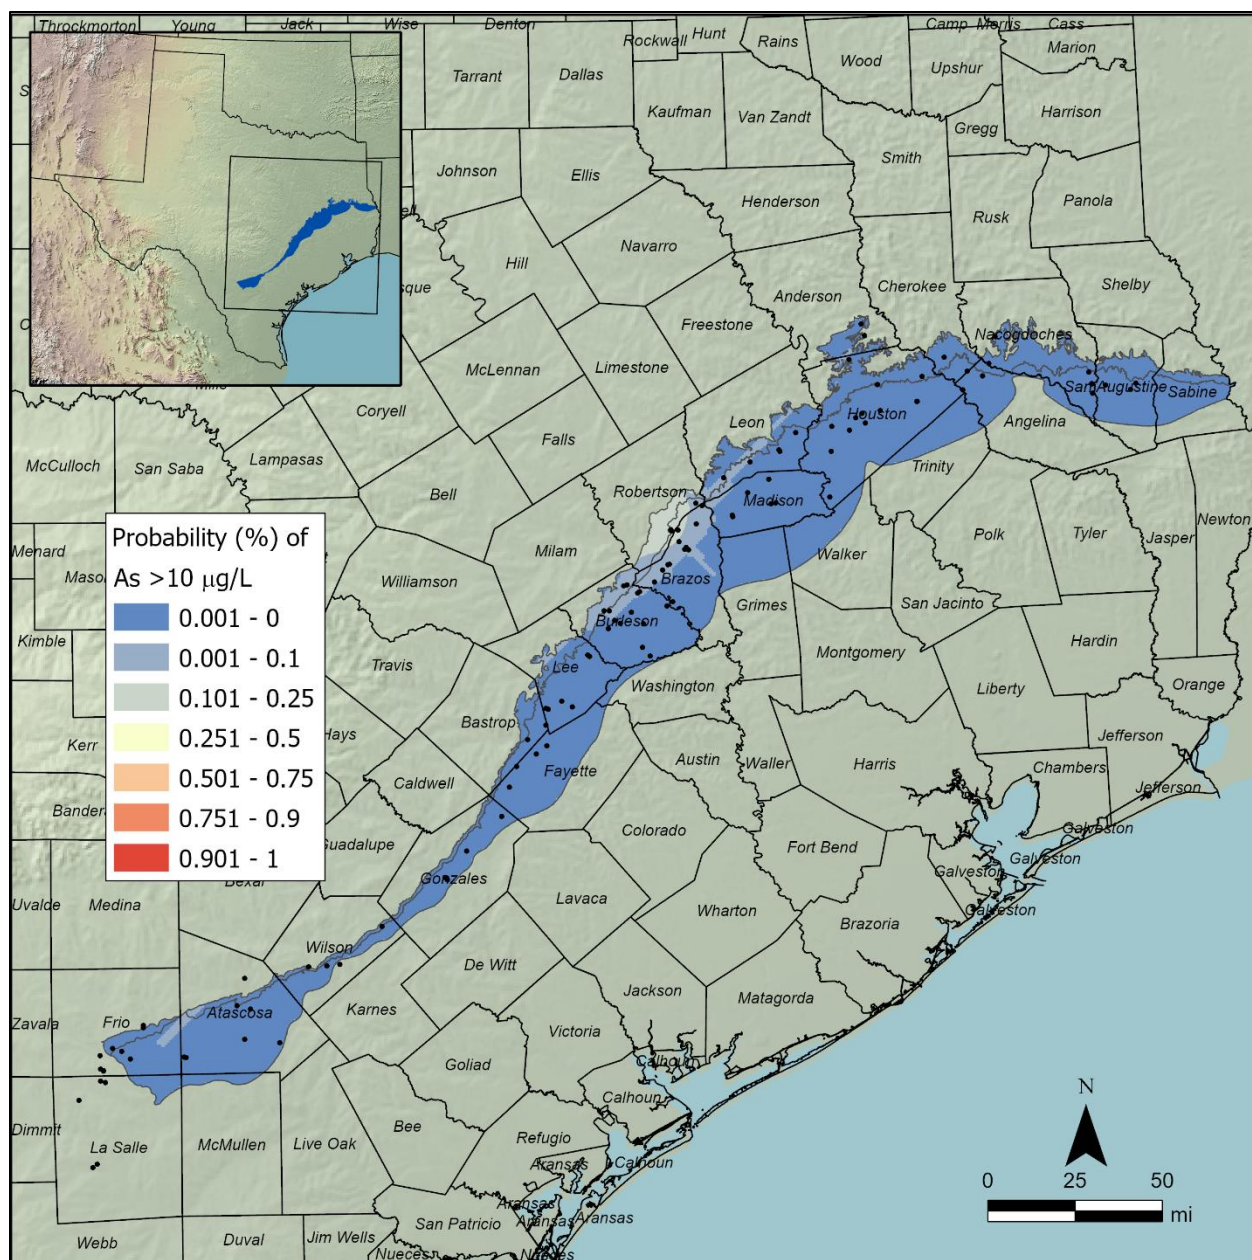 Throckmorton
Young
Jack
Wise
Denton
Rockwall
Hunt
Rains
Wood
Camp
Morris
Cass
Marion
Upshur
Tarrant
Dallas
Kaufman
Van Zandt
Harrison
Gregg
Smith
Johnson
Ellis
Henderson
Rusk
Panola
Navarro
Hill
Anderson
Cherokee
Shelby
Freestone
Nacogdoches
McLennan
Limestone
San Augustine
Sabine
Coryell
Leon
Houston
Angelina
Falls
McCulloch
San Saba
Lampasas
Trinity
Bell
Robertson
Madison
Newton
Polk
Tyler
Jasper
Menard
Milam
Walker
Williamson
Brazos
Grimes
San Jacinto
Kimble
Burleson
Hardin
Travis
Lee
Montgomery
Washington
Liberty
Orange
Bastrop
Kerr
Hays
Austin
Waller
Harris
Jefferson
Caldwell
Fayette
Chambers
Jefferson
Colorado
Galveston
Guadalupe
Fort Bend
Galveston
Galveston
Gonzales
Bexar
Uvalde
Medina
Lavaca
Wharton
Brazoria
Galveston
Wilson
De Witt
Jackson
Matagorda
Zavala
Frio
Atascosa
Karnes
Victoria
Goliad
Calhoun
Calhoun
Dimmit
La Salle
McMullen
Live Oak
Bee
Refugio
Aransas
Calhoun
Aransas
Aransas
Aransas
San Patricio
Webb
Duval
Jim Wells
Nueces
Nueces
Probability (%) of
As >10 µg/L
0.001 - 0
0.001 - 0.1
0.101 - 0.25
0.251 - 0.5
0.501 - 0.75
0.751 - 0.9
0.901 - 1
N
0 25 50
mi